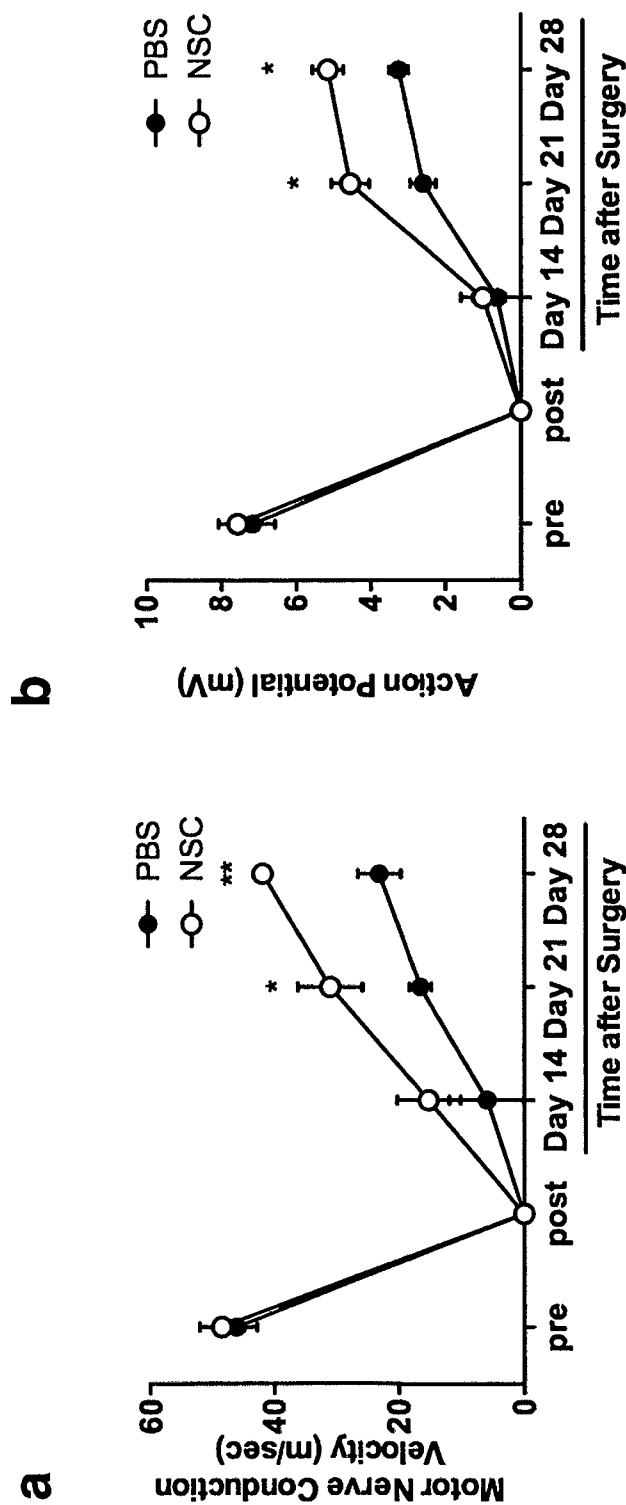 a
Motor Nerve Conduction
Velocity (m/sec)
60
40
20
0
PBS
NSC
*
**
pre post Day 14 Day 21 Day 28
Time after Surgery
b
Action Potential (mV)
10
8
6
4
2
0
PBS
NSC
*
*
pre post Day 14 Day 21 Day 28
Time after Surgery